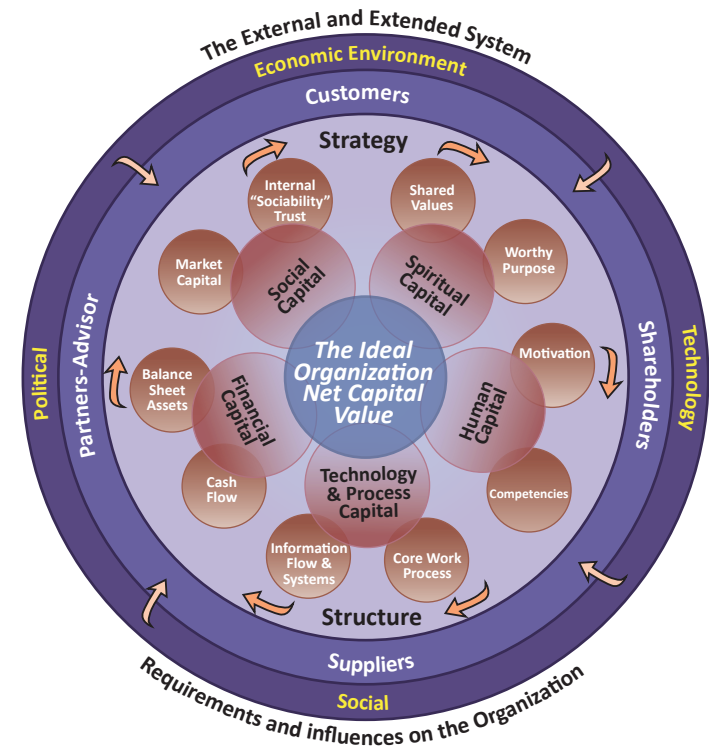 The External and Extended System
Economic Environment
Customers
Strategy
Internal
“Sociability”
Trust
Shared
Values
Market
Capital
Social
Capital
Spiritual
Capital
Worthy
Purpose
Political
Partners-Advisor
Balance
Sheet
Assets
Financial
Capital
The Ideal
Organization
Net Capital
Value
Human
Capital
Motivation
Shareholders
Technology
Cash
Flow
Technology
& Process
Capital
Competencies
Information
Flow &
Systems
Core Work
Process
Structure
Suppliers
Social
Requirements and influences on the Organization